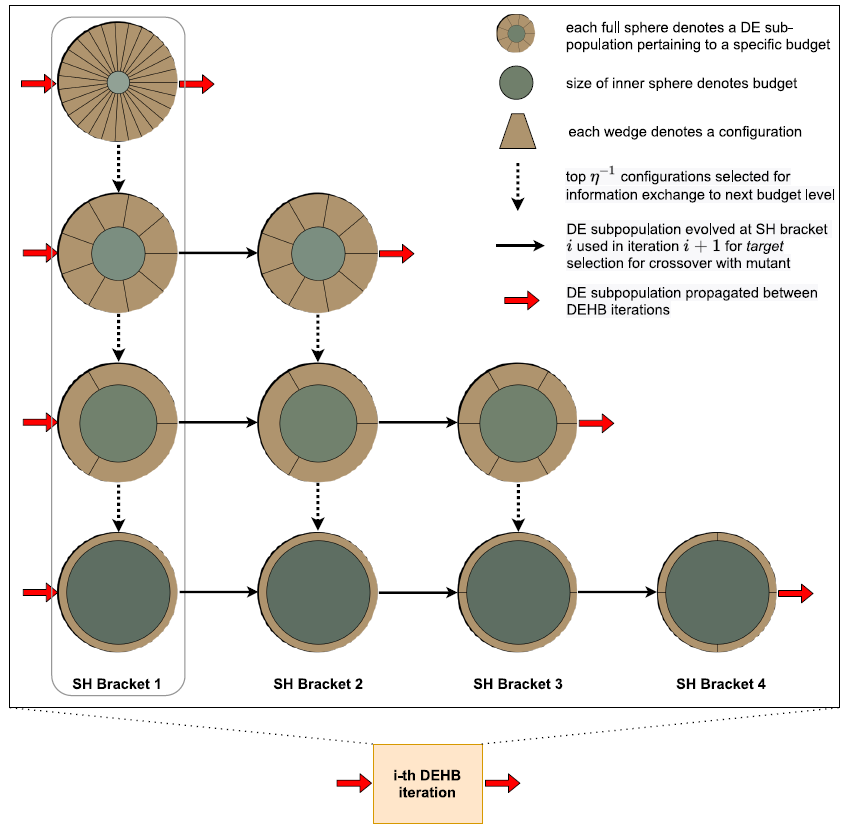 each full sphere denotes a DE sub-
population pertaining to a specific budget
size of inner sphere denotes budget
each wedge denotes a configuration
top η⁻¹ configurations selected for
information exchange to next budget level
DE subpopulation evolved at SH bracket
i used in iteration i + 1 for target
selection for crossover with mutant
DE subpopulation propagated between
DEHB iterations
SH Bracket 1
SH Bracket 2
SH Bracket 3
SH Bracket 4
i-th DEHB
iteration